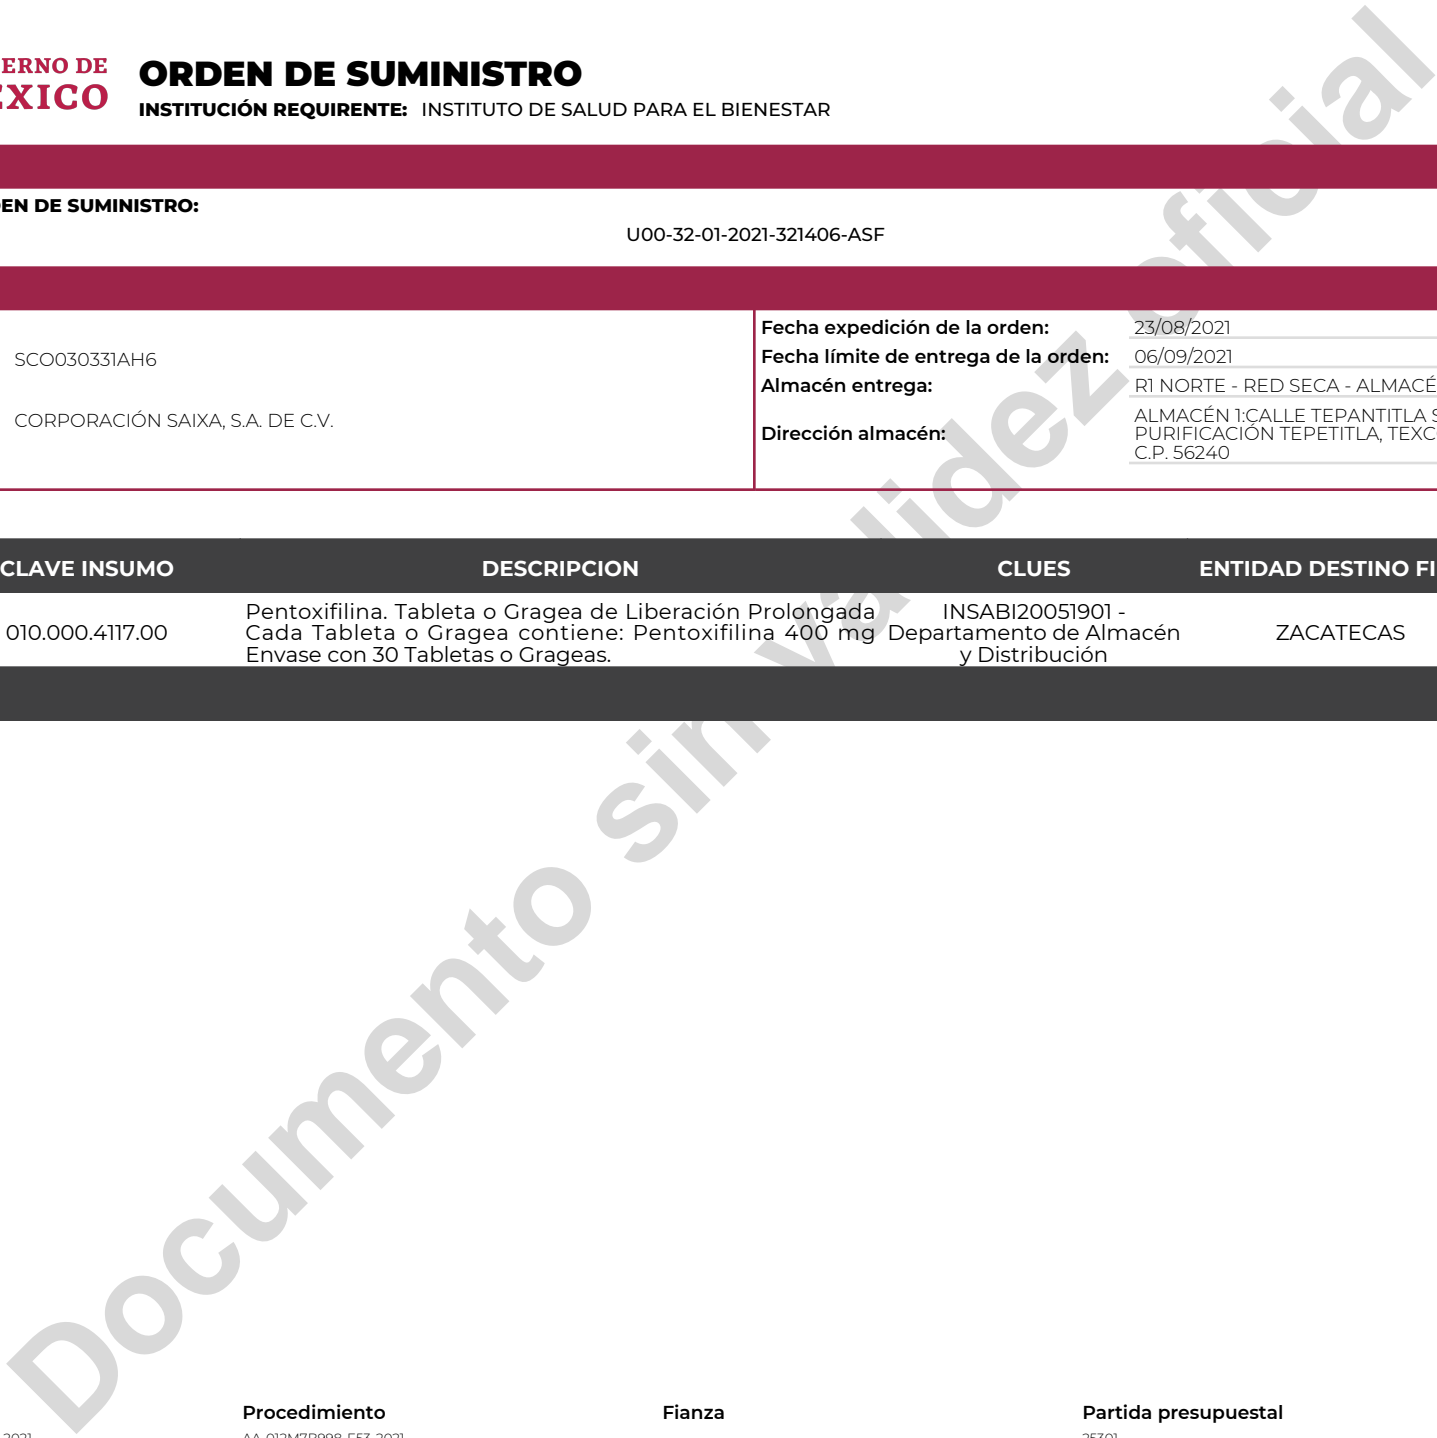 ERNO DE
ÉXICO
ORDEN DE SUMINISTRO
INSTITUCIÓN REQUIRENTE: INSTITUTO DE SALUD PARA EL BIENESTAR
EN DE SUMINISTRO:
U00-32-01-2021-321406-ASF
SCO030331AH6
CORPORACIÓN SAIXA, S.A. DE C.V.
Fecha expedición de la orden: 23/08/2021
Fecha límite de entrega de la orden: 06/09/2021
Almacén entrega: R1 NORTE - RED SECA - ALMACÉ
Dirección almacén: ALMACÉN 1:CALLE TEPANTITLA S
PURIFICACIÓN TEPETITLA, TEXC
C.P. 56240
CLAVE INSUMO DESCRIPCION CLUES ENTIDAD DESTINO FI
010.000.4117.00
Pentoxifilina. Tableta o Gragea de Liberación Prolongada
Cada Tableta o Gragea contiene: Pentoxifilina 400 mg
Envase con 30 Tabletas o Grageas.
INSABI20051901 -
Departamento de Almacén
y Distribución
ZACATECAS
Documento sin validez oficial
Procedimiento Fianza Partida presupuestal